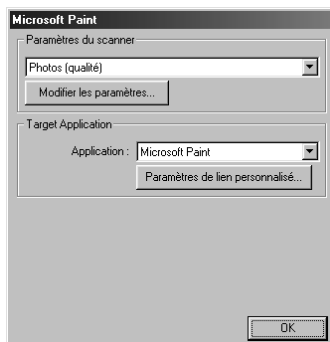 Microsoft Paint
Paramètres du scanner
Photos (qualité)
Modifier les paramètres...
Target Application
Application : Microsoft Paint
Paramètres de lien personnalisé...
OK